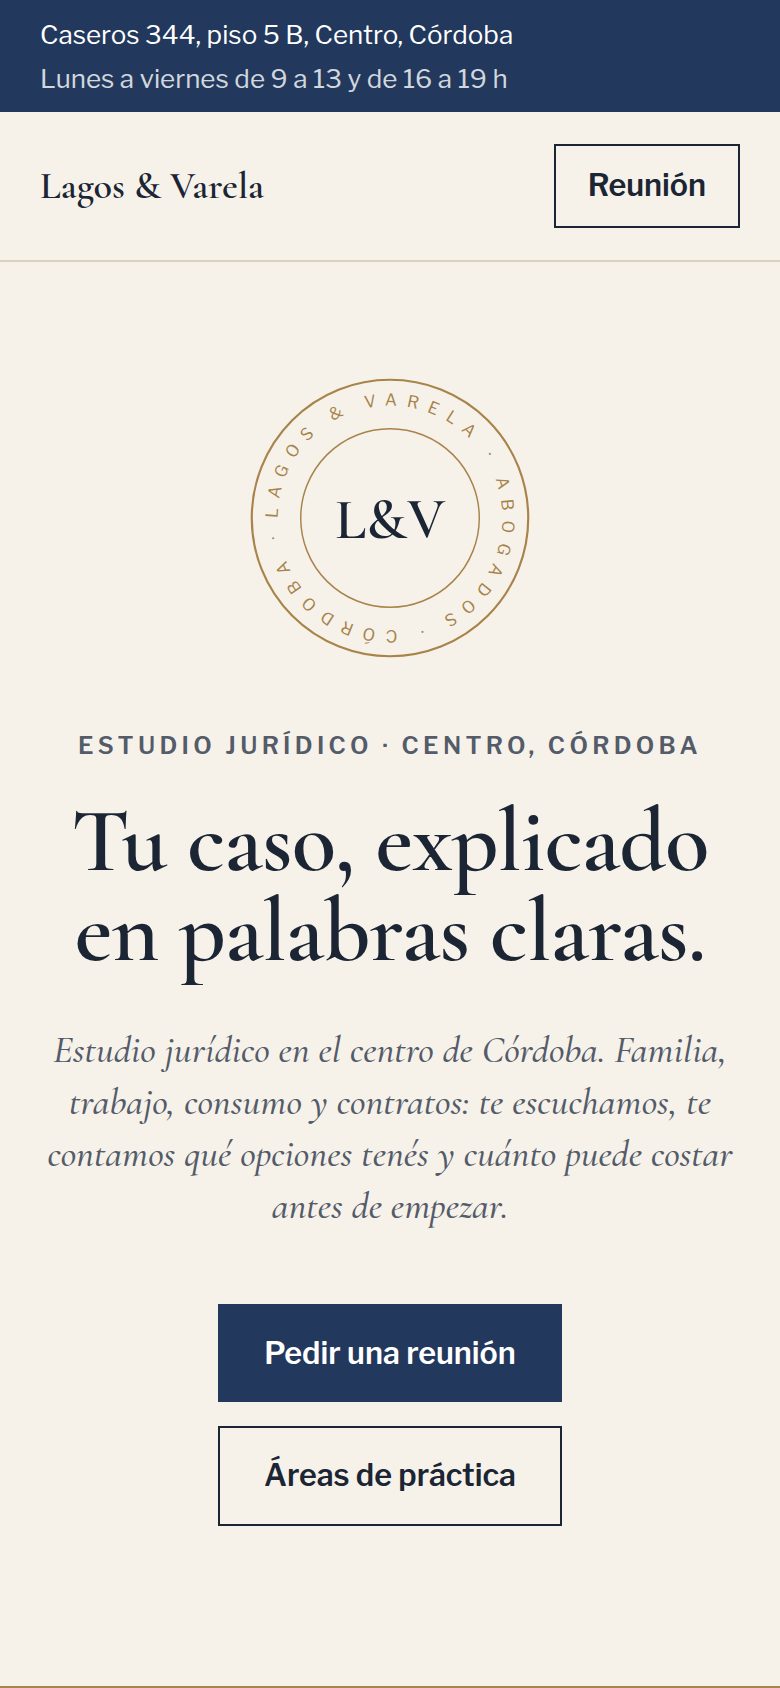 Caseros 344, piso 5 B, Centro, Córdoba
Lunes a viernes de 9 a 13 y de 16 a 19 h
Lagos & Varela
Reunión
LAGOS & VARELA · ABOGADOS · CÓRDOBA ·
L&V
ESTUDIO JURÍDICO · CENTRO, CÓRDOBA
Tu caso, explicado
en palabras claras.
Estudio jurídico en el centro de Córdoba. Familia,
trabajo, consumo y contratos: te escuchamos, te
contamos qué opciones tenés y cuánto puede costar
antes de empezar.
Pedir una reunión
Áreas de práctica